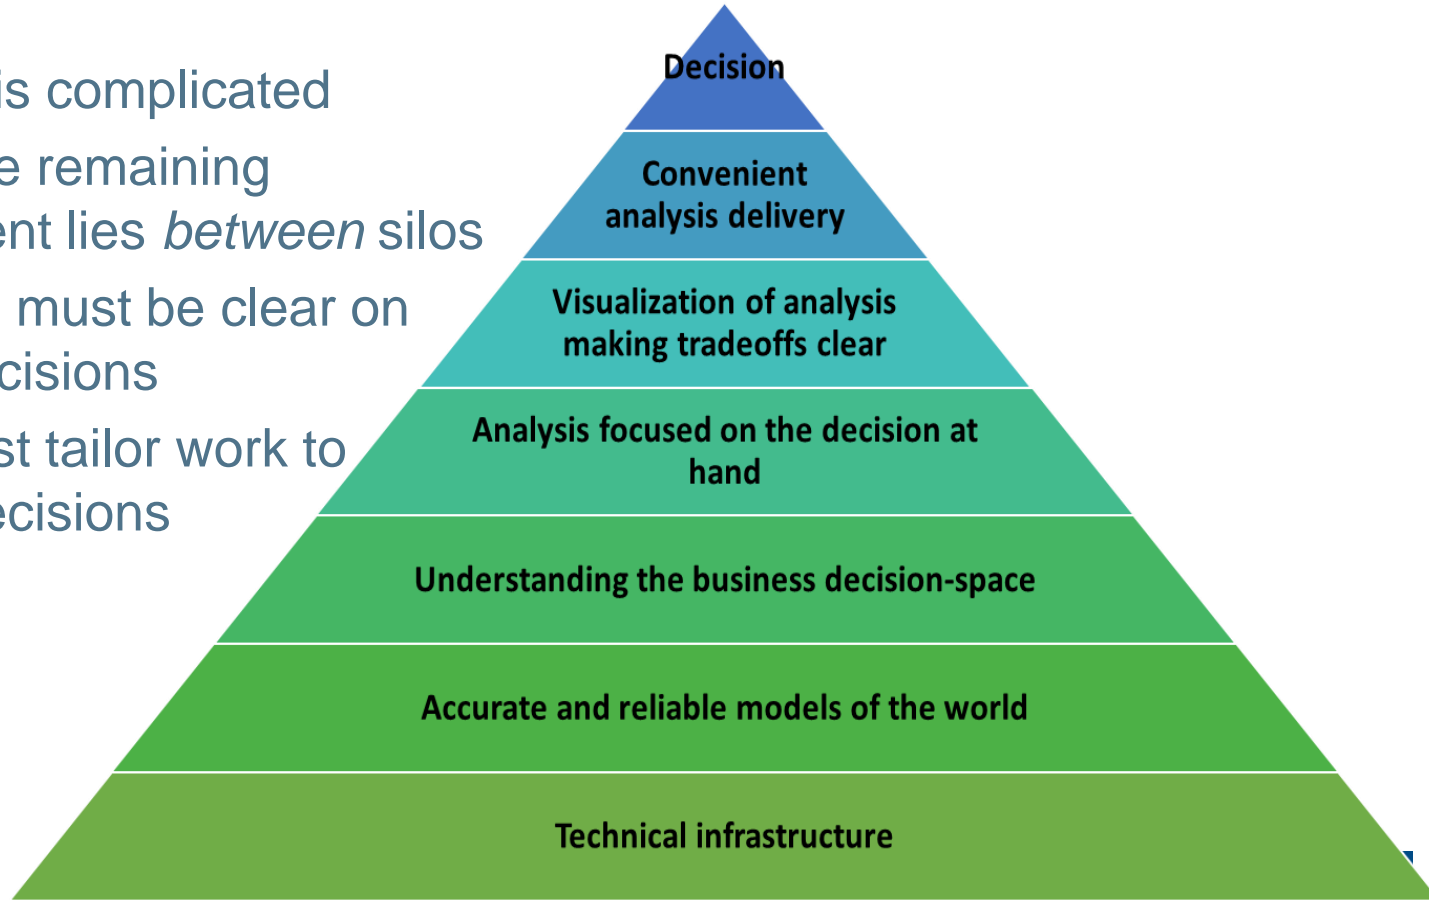 is complicated
e remaining
ent lies between silos
must be clear on
cisions
st tailor work to
ecisions
Decision
Convenient
analysis delivery
Visualization of analysis
making tradeoffs clear
Analysis focused on the decision at
hand
Understanding the business decision-space
Accurate and reliable models of the world
Technical infrastructure